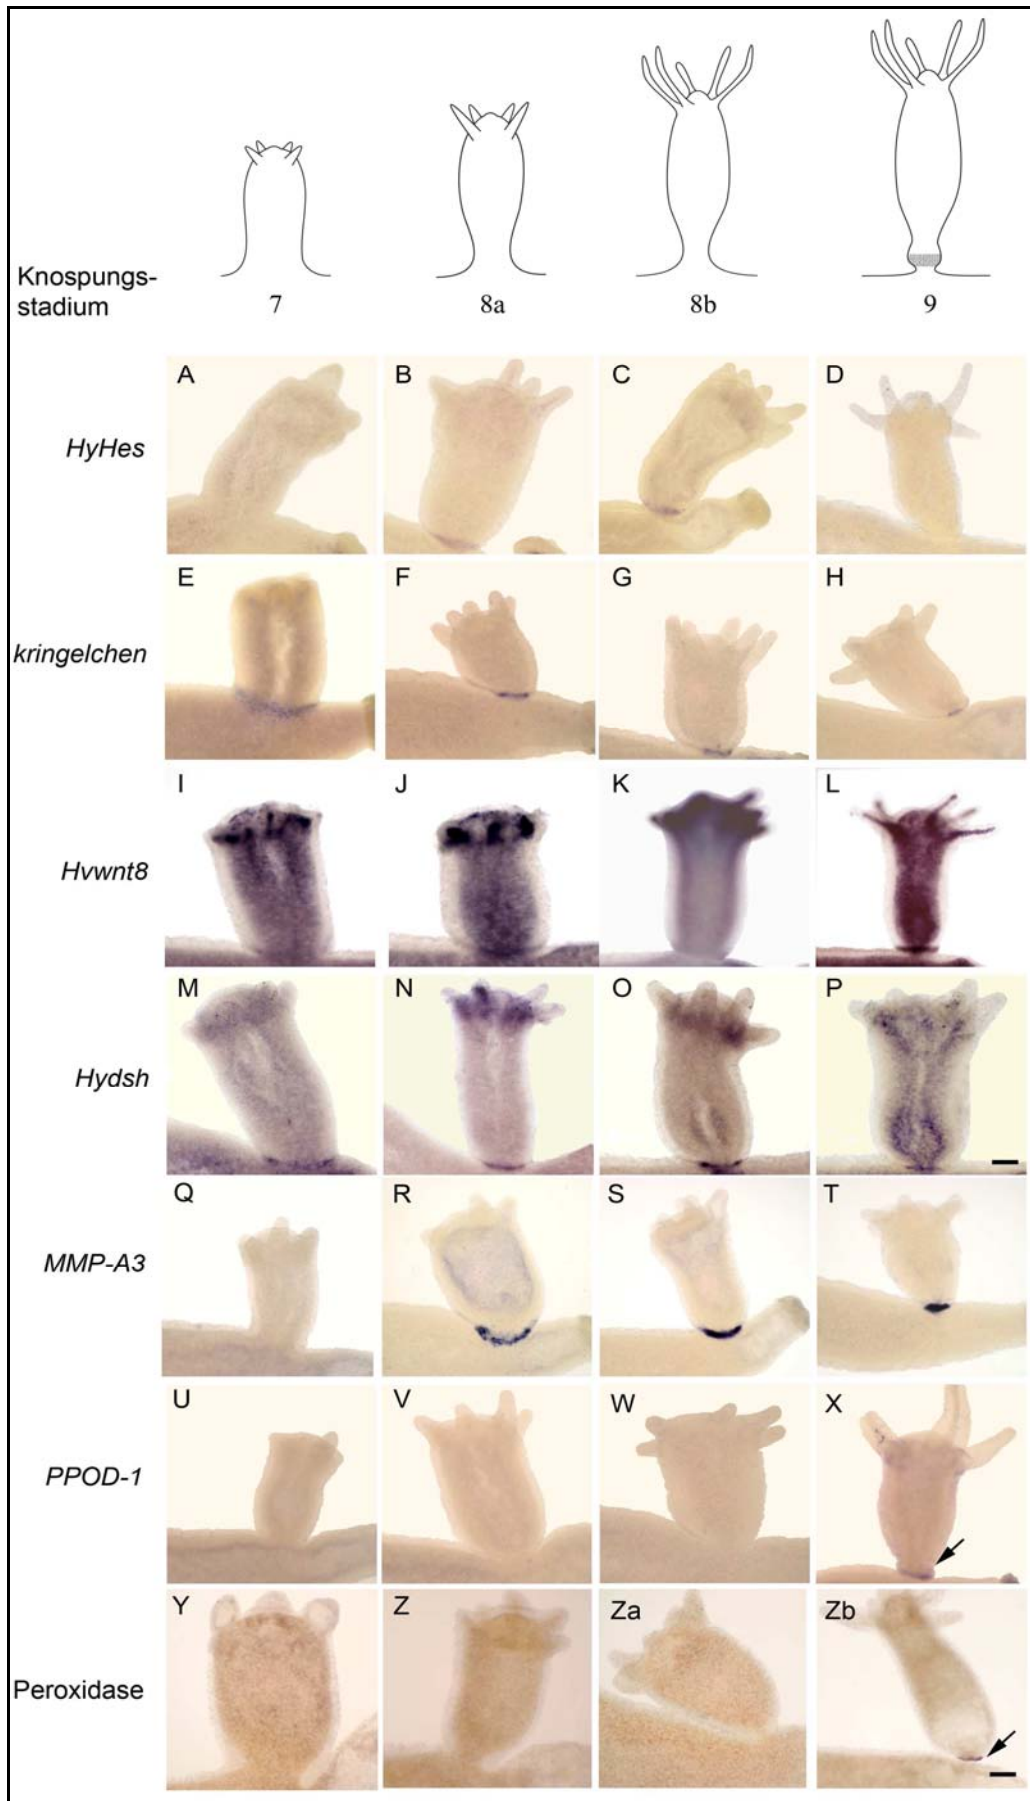 Knospungs-
stadium
7
8a
8b
9
HyHes
A
B
C
D
kringelchen
E
F
G
H
Hvwnt8
I
J
K
L
Hydsh
M
N
O
P
MMP-A3
Q
R
S
T
PPOD-1
U
V
W
X
Peroxidase
Y
Z
Za
Zb